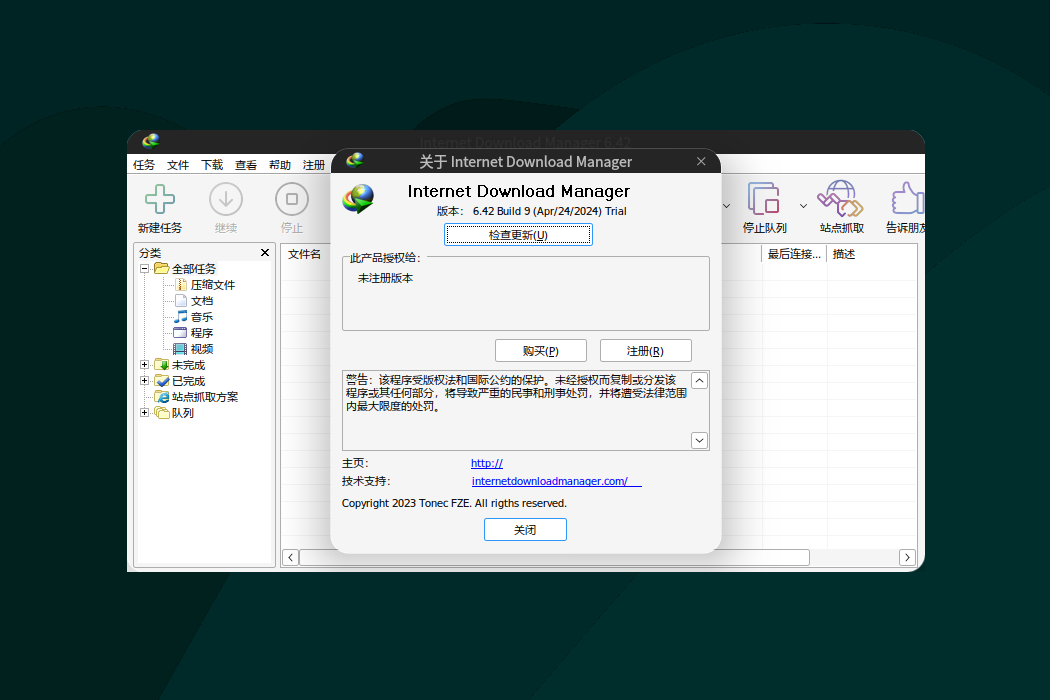 Internet Download Manager 6.42
任务 文件 下载 查看 帮助 注册
新建任务 继续 停止 停止队列 站点抓取 告诉朋友
分类
全部任务
压缩文件
文档
音乐
程序
视频
未完成
已完成
站点抓取方案
队列
文件名 最后连接... 描述
关于 Internet Download Manager
Internet Download Manager
版本: 6.42 Build 9 (Apr/24/2024) Trial
检查更新(U)
此产品授权给:
未注册版本
购买(P) 注册(R)
警告: 该程序受版权法和国际公约的保护。未经授权而复制或分发该
程序或其任何部分，将导致严重的民事和刑事处罚，并将遭受法律范围
内最大限度的处罚。
主页: http://
技术支持: internetdownloadmanager.com/
Copyright 2023 Tonec FZE. All rigths reserved.
关闭